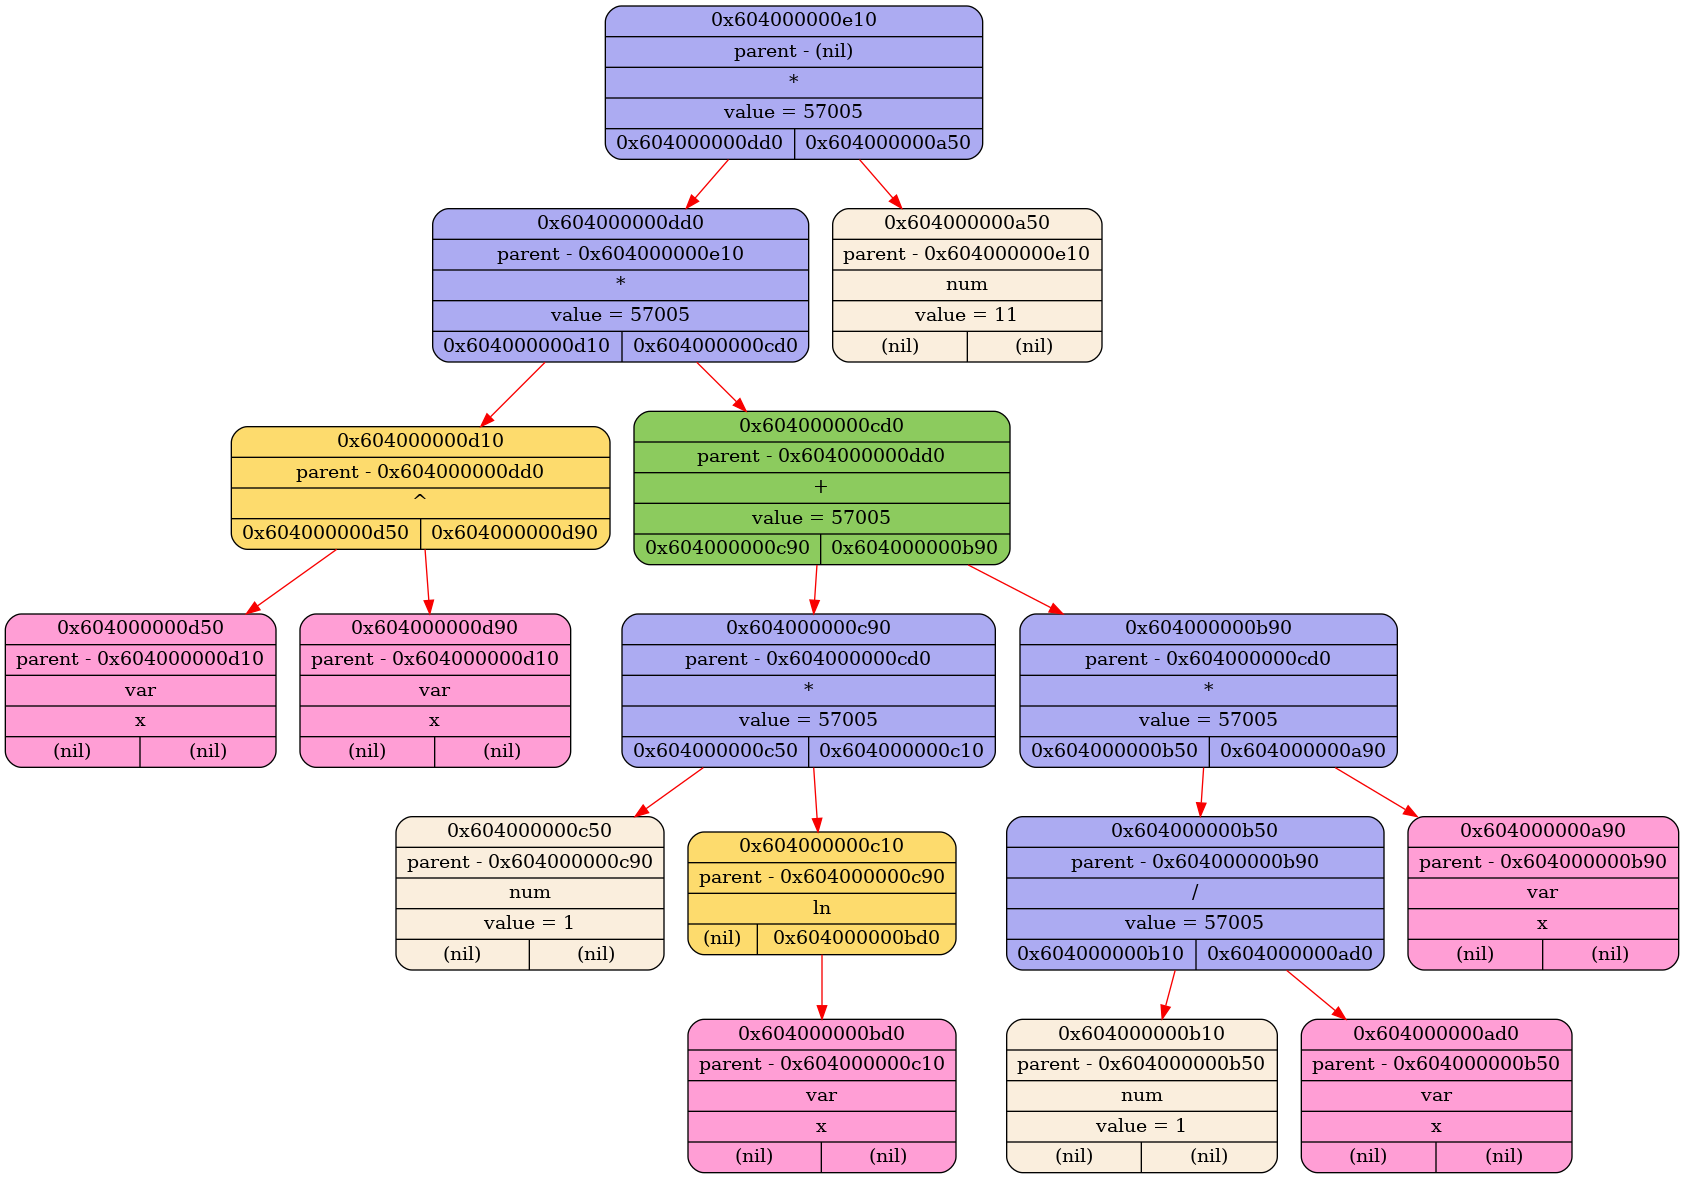 0x604000000e10
parent - (nil)
*
value = 57005
0x604000000dd0 0x604000000a50
0x604000000dd0
parent - 0x604000000e10
*
value = 57005
0x604000000d10 0x604000000cd0
0x604000000a50
parent - 0x604000000e10
num
value = 11
(nil) (nil)
0x604000000d10
parent - 0x604000000dd0
^
0x604000000d50 0x604000000d90
0x604000000cd0
parent - 0x604000000dd0
+
value = 57005
0x604000000c90 0x604000000b90
0x604000000d50
parent - 0x604000000d10
var
x
(nil) (nil)
0x604000000d90
parent - 0x604000000d10
var
x
(nil) (nil)
0x604000000c90
parent - 0x604000000cd0
*
value = 57005
0x604000000c50 0x604000000c10
0x604000000b90
parent - 0x604000000cd0
*
value = 57005
0x604000000b50 0x604000000a90
0x604000000c50
parent - 0x604000000c90
num
value = 1
(nil) (nil)
0x604000000c10
parent - 0x604000000c90
ln
(nil) 0x604000000bd0
0x604000000b50
parent - 0x604000000b90
/
value = 57005
0x604000000b10 0x604000000ad0
0x604000000a90
parent - 0x604000000b90
var
x
(nil) (nil)
0x604000000bd0
parent - 0x604000000c10
var
x
(nil) (nil)
0x604000000b10
parent - 0x604000000b50
num
value = 1
(nil) (nil)
0x604000000ad0
parent - 0x604000000b50
var
x
(nil) (nil)